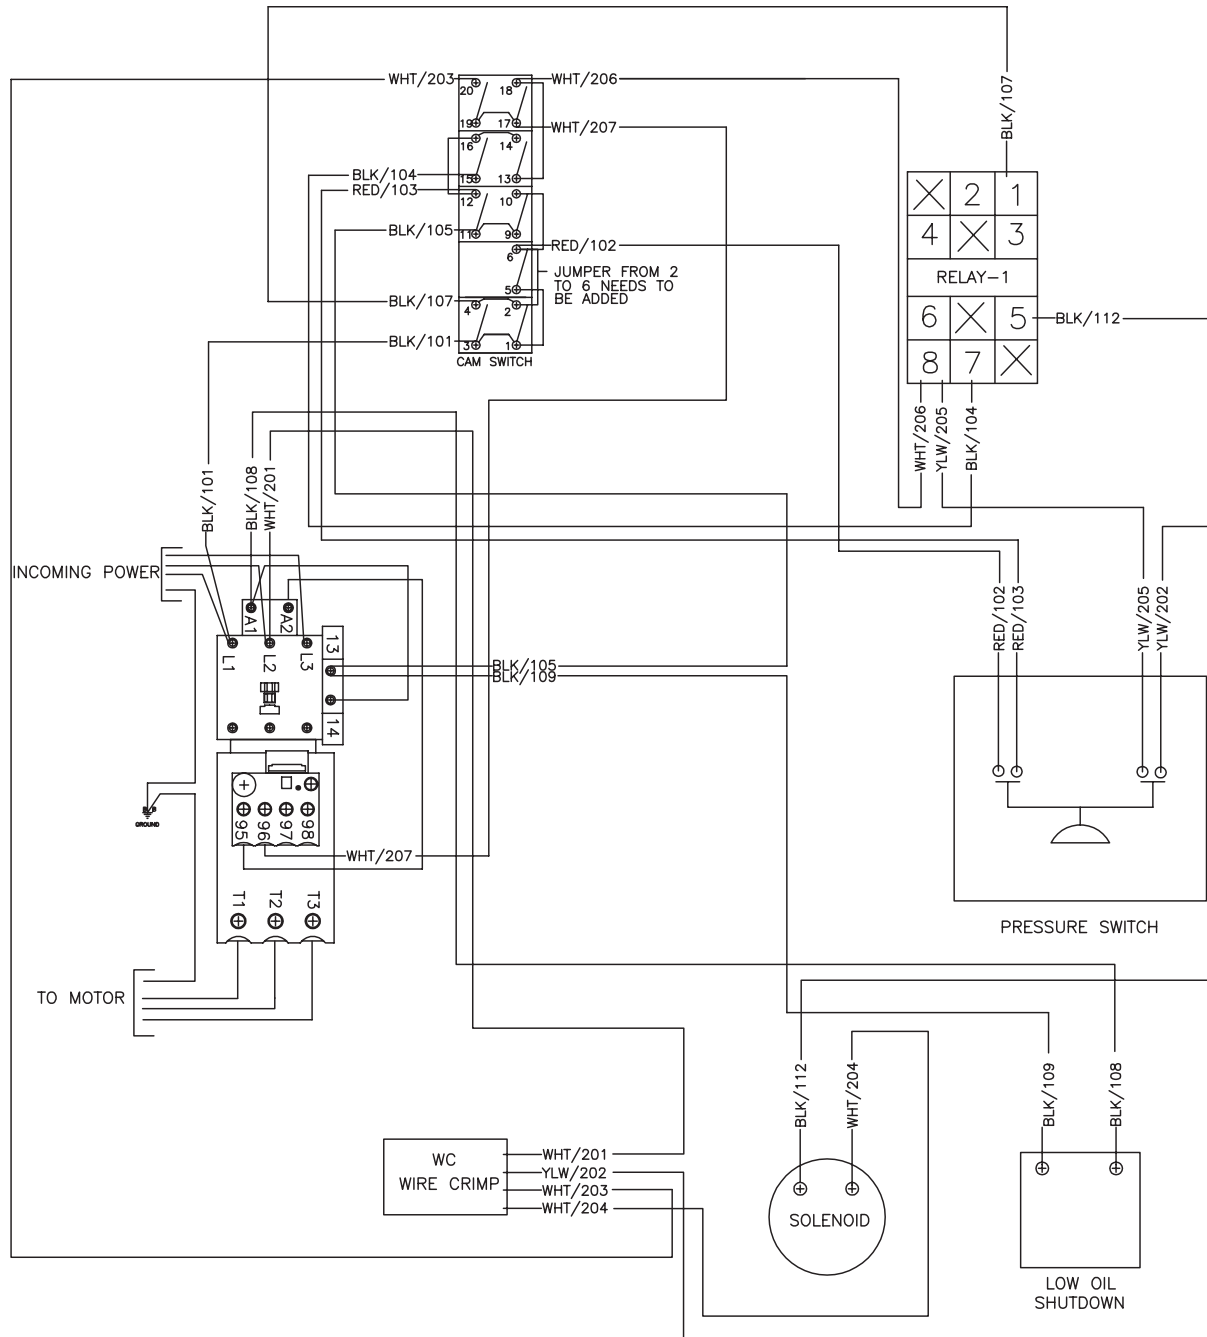 BLK/107
WHT/203
WHT/206
20
18
19
17
WHT/207
16
14
BLK/104
15
13
RED/103
12
10
BLK/105
11
9
RED/102
6
JUMPER FROM 2
TO 6 NEEDS TO
BE ADDED
5
BLK/107
4
2
BLK/101
3
1
CAM SWITCH
2
1
4
3
RELAY-1
6
5
BLK/112
8
7
WHT/206
YLW/205
BLK/104
BLK/101
BLK/108
WHT/201
INCOMING POWER
A1
A2
L1
L2
L3
13
14
BLK/105
BLK/109
RED/102
RED/103
YLW/205
YLW/202
GROUND
95
96
97
98
WHT/207
T1
T2
T3
PRESSURE SWITCH
TO MOTOR
BLK/112
WHT/204
BLK/109
BLK/108
WC
WIRE CRIMP
WHT/201
YLW/202
WHT/203
WHT/204
SOLENOID
LOW OIL
SHUTDOWN